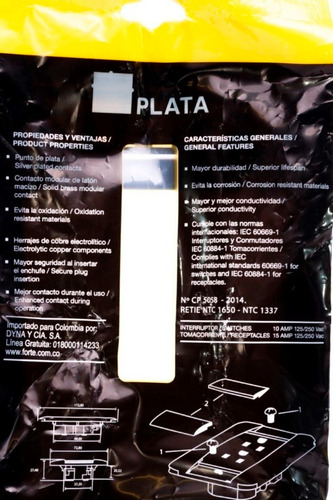 PLATA
PROPIEDADES Y VENTAJAS /
PRODUCT PROPERTIES
Punto de plata /
Silver plated contacts
Contacto modular de latón
macizo / Solid brass modular
contact
Evita la oxidación / Oxidation
resistant materials
Herrajes de cobre electrolítico /
Electrolytic copper components
Mayor seguridad al insertar
el enchufe / Secure plug
insertion
Mejor contacto durante el uso /
Enhanced contact during
operation
Importado para Colombia por:
DYNA Y CIA. S.A.
Línea Gratuita: 018000114233
www.forte.com.co
CARACTERÍSTICAS GENERALES /
GENERAL FEATURES
Mayor durabilidad / Superior lifespan
Evita la corrosión / Corrosion resistant materials
Mayor y mejor conductividad /
Superior conductivity
Cumple con las normas
internacionales: IEC 60669-1
Interruptores y Conmutadores
IEC 60884-1 Tomacorrientes /
Complies with IEC
international standards 60669-1 for
switches and IEC 60884-1 for
receptacles.
Nº CP 5058 - 2014.
RETIE NTC 1650 - NTC 1337
INTERRUPTOR / SWITCHES 10 AMP 125/250 Vac
TOMACORRIENTE / RECEPTACLES 15 AMP 125/250 Vac
2
1
1